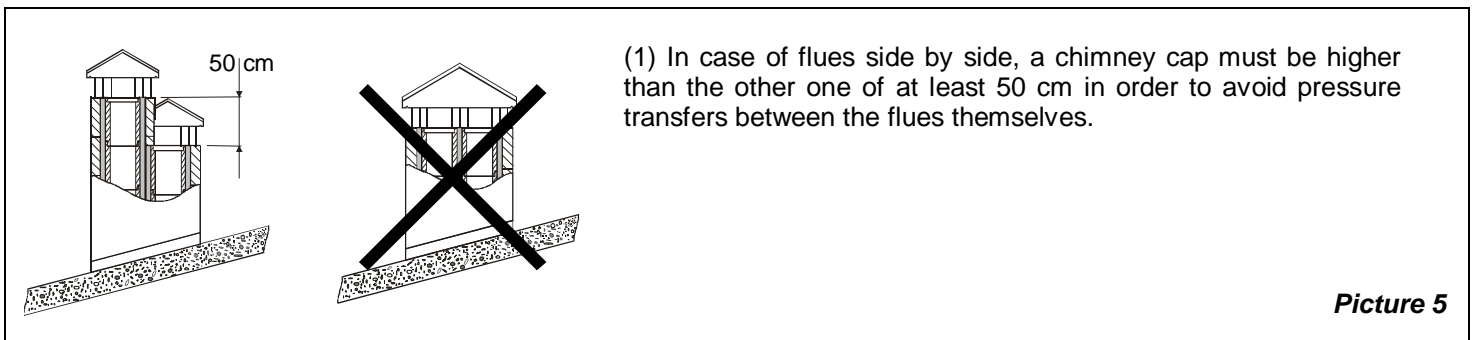 50 cm
(1) In case of flues side by side, a chimney cap must be higher
than the other one of at least 50 cm in order to avoid pressure
transfers between the flues themselves.
Picture 5